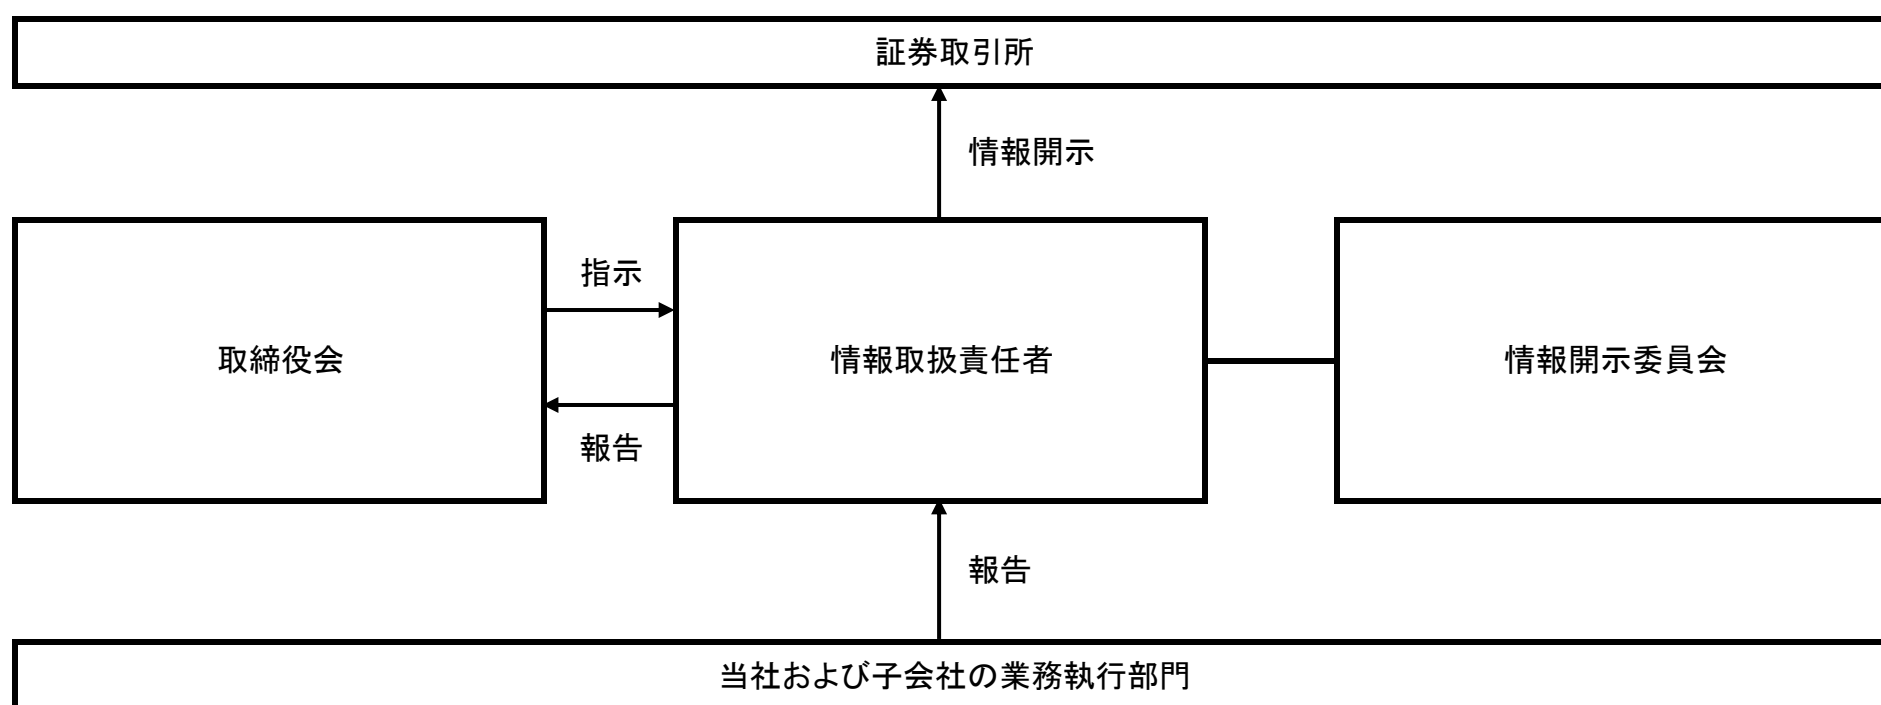 証券取引所
情報開示
指示
取締役会
情報取扱責任者
情報開示委員会
報告
報告
当社および子会社の業務執行部門